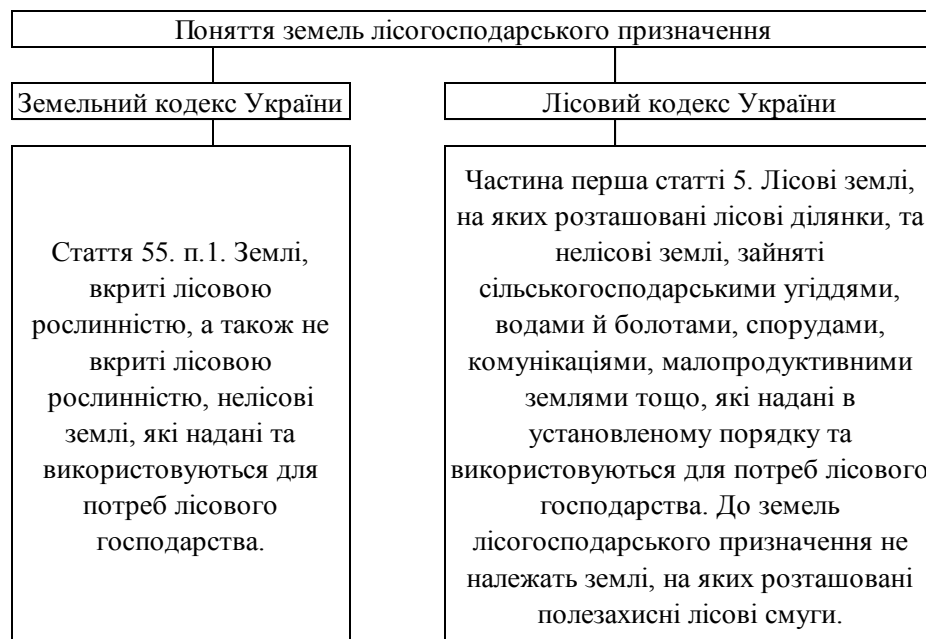 Поняття земель лісогосподарського призначення
Земельний кодекс України
Лісовий кодекс України
Стаття 55. п.1. Землі,
вкриті лісовою
рослинністю, а також не
вкриті лісовою
рослинністю, нелісові
землі, які надані та
використовуються для
потреб лісового
господарства.
Частина перша статті 5. Лісові землі,
на яких розташовані лісові ділянки, та
нелісові землі, зайняті
сільськогосподарськими угіддями,
водами й болотами, спорудами,
комунікаціями, малопродуктивними
землями тощо, які надані в
установленому порядку та
використовуються для потреб лісового
господарства. До земель
лісогосподарського призначення не
належать землі, на яких розташовані
полезахисні лісові смуги.